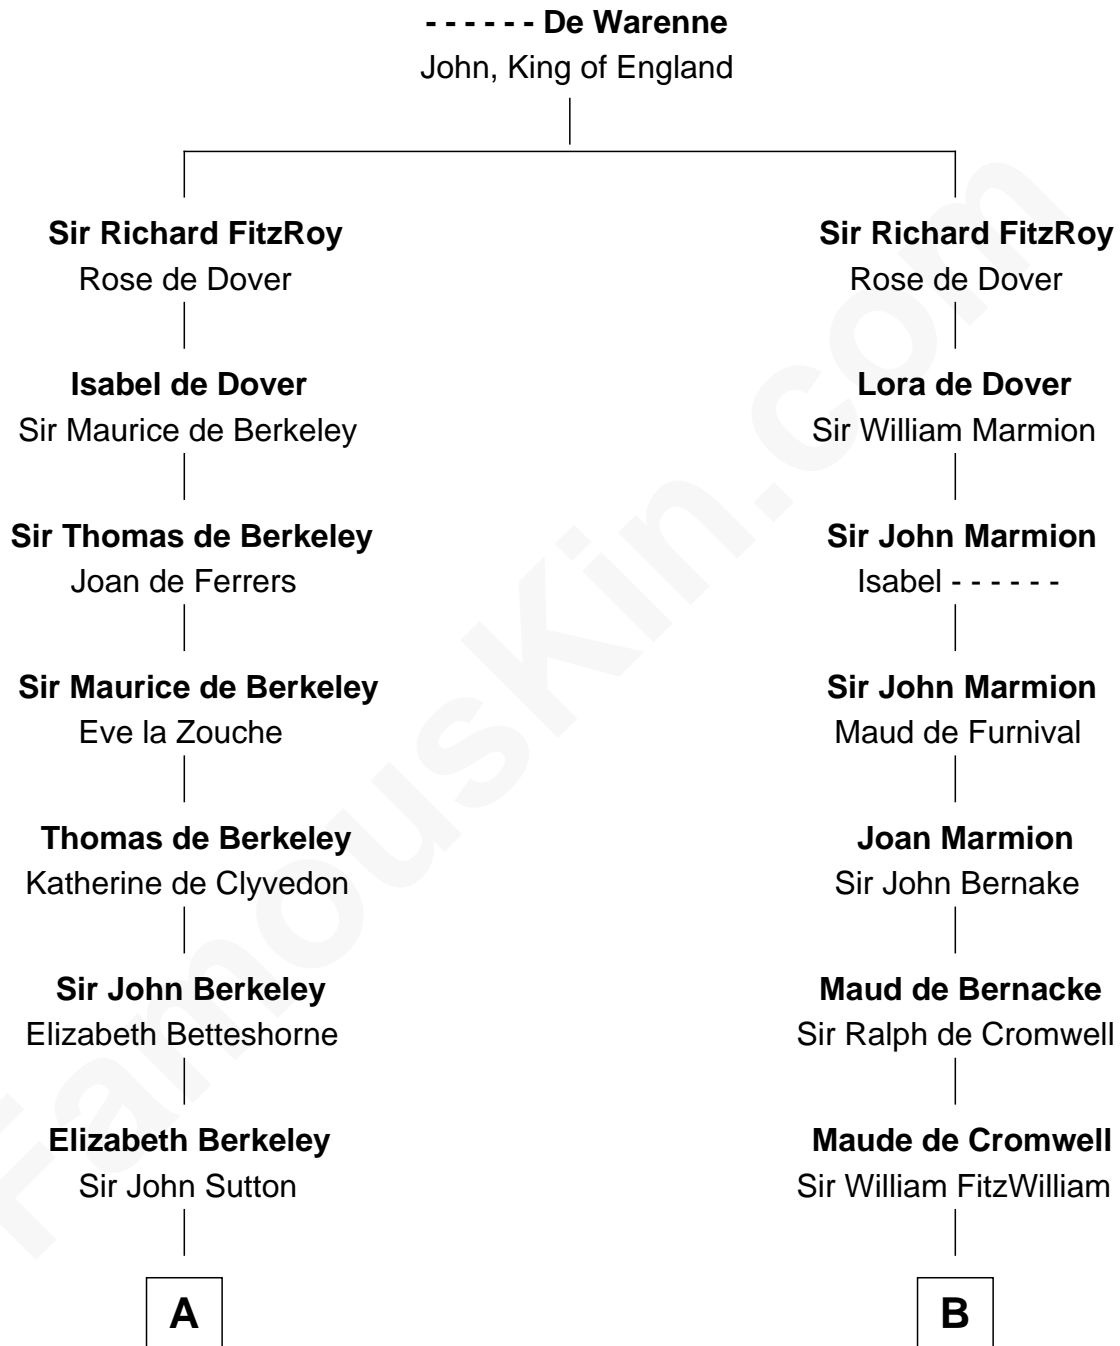 - - - - - - De Warenne
John, King of England
Sir Richard FitzRoy
Rose de Dover
Sir Richard FitzRoy
Rose de Dover
Isabel de Dover
Sir Maurice de Berkeley
Lora de Dover
Sir William Marmion
Sir Thomas de Berkeley
Joan de Ferrers
Sir John Marmion
Isabel - - - - - -
Sir Maurice de Berkeley
Eve la Zouche
Sir John Marmion
Maud de Furnival
Thomas de Berkeley
Katherine de Clyvedon
Joan Marmion
Sir John Bernake
Sir John Berkeley
Elizabeth Betteshorne
Maud de Bernacke
Sir Ralph de Cromwell
Elizabeth Berkeley
Sir John Sutton
Maude de Cromwell
Sir William FitzWilliam
A
B
FamousKin.com